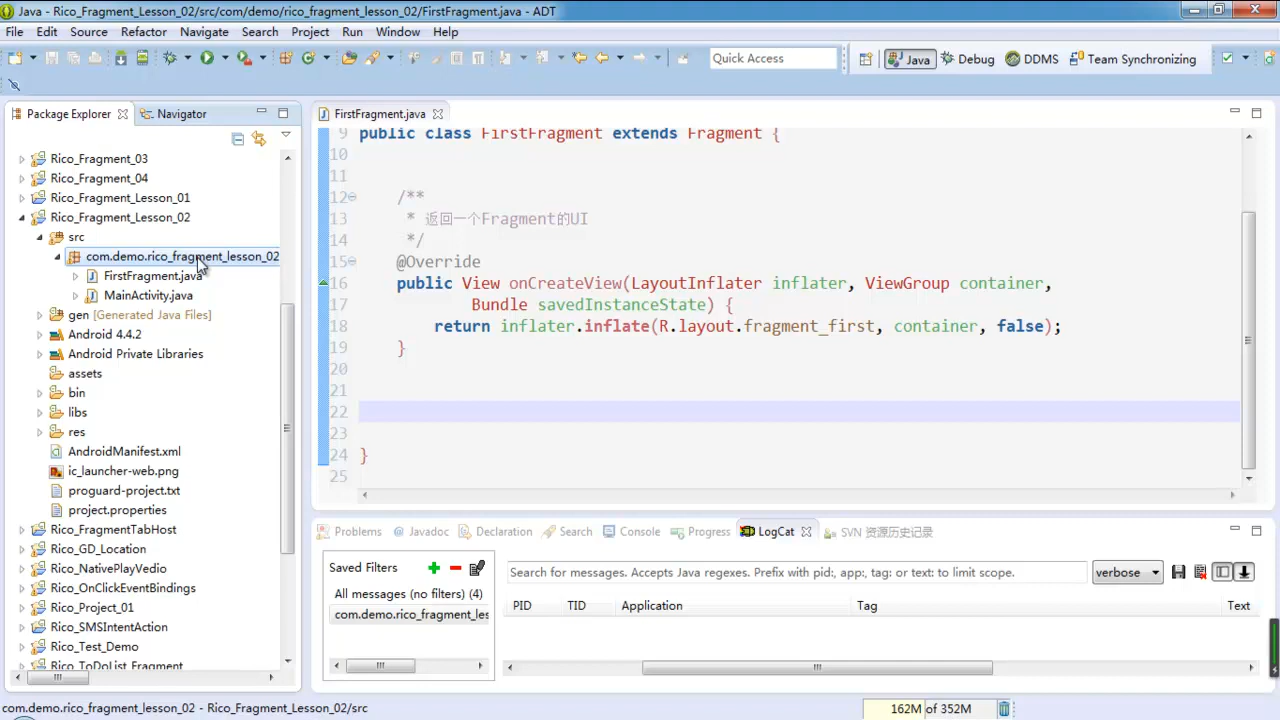 Java - Rico_Fragment_Lesson_02/src/com/demo/rico_fragment_lesson_02/FirstFragment.java - ADT
File Edit Source Refactor Navigate Search Project Run Window Help
Quick Access
Java Debug DDMS Team Synchronizing
Package Explorer Navigator
Rico_Fragment_03
Rico_Fragment_04
Rico_Fragment_Lesson_01
Rico_Fragment_Lesson_02
src
com.demo.rico_fragment_lesson_02
FirstFragment.java
MainActivity.java
gen [Generated Java Files]
Android 4.4.2
Android Private Libraries
assets
bin
libs
res
AndroidManifest.xml
ic_launcher-web.png
proguard-project.txt
project.properties
Rico_FragmentTabHost
Rico_GD_Location
Rico_NativePlayVedio
Rico_OnClickEventBindings
Rico_Project_01
Rico_SMSIntentAction
Rico_Test_Demo
Rico_ToDoList_Fragment
FirstFragment.java
9 public class FirstFragment extends Fragment {
10
11
12 /**
13 * 返回一个Fragment的UI
14 */
15 @Override
16 public View onCreateView(LayoutInflater inflater, ViewGroup container,
17 Bundle savedInstanceState) {
18 return inflater.inflate(R.layout.fragment_first, container, false);
19 }
20
21
22
23
24 }
25
Problems Javadoc Declaration Search Console Progress LogCat SVN 资源历史记录
Saved Filters
All messages (no filters) (4)
com.demo.rico_fragment_les
Search for messages. Accepts Java regexes. Prefix with pid:, app:, tag: or text: to limit scope.
verbose
PID TID Application Tag Text
com.demo.rico_fragment_lesson_02 - Rico_Fragment_Lesson_02/src
162M of 352M